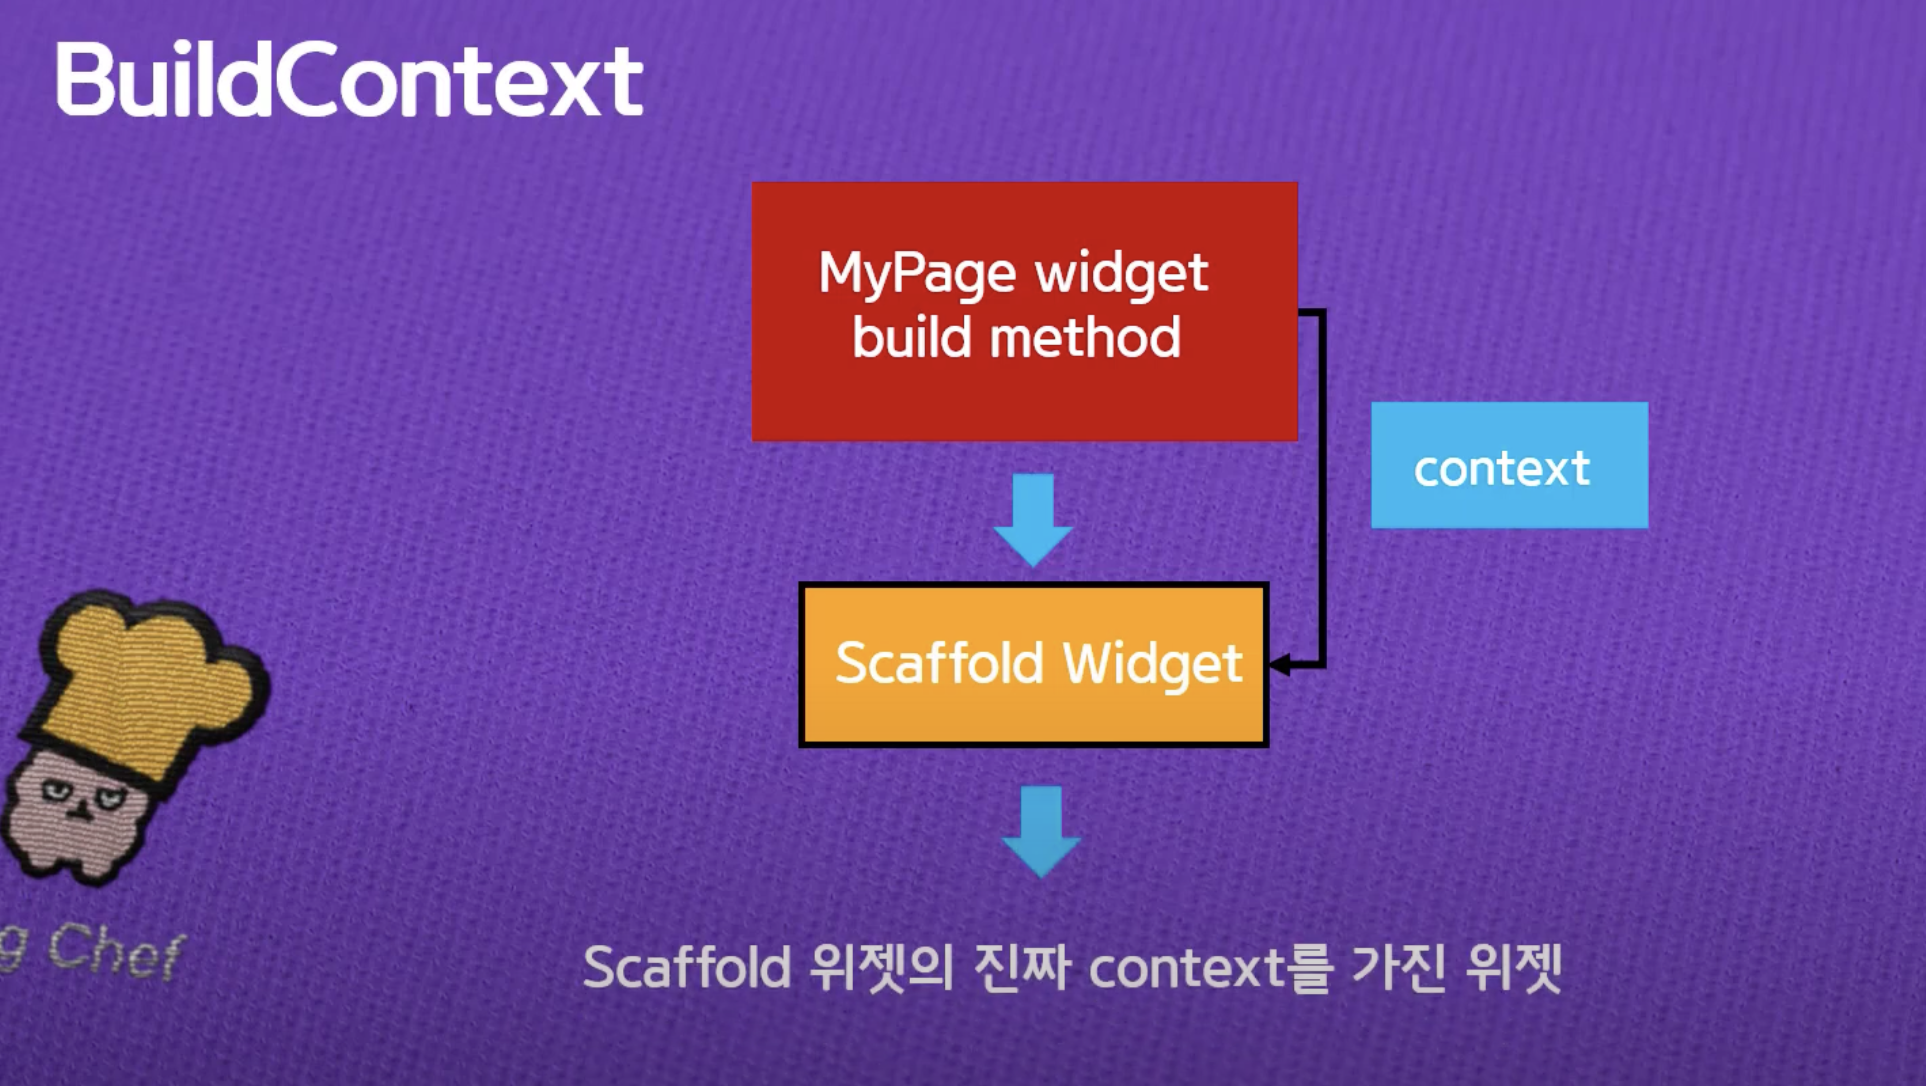 BuildContext
MyPage widget
build method
context
Scaffold Widget
g Chef
Scaffold 위젯의 진짜 context를 가진 위젯